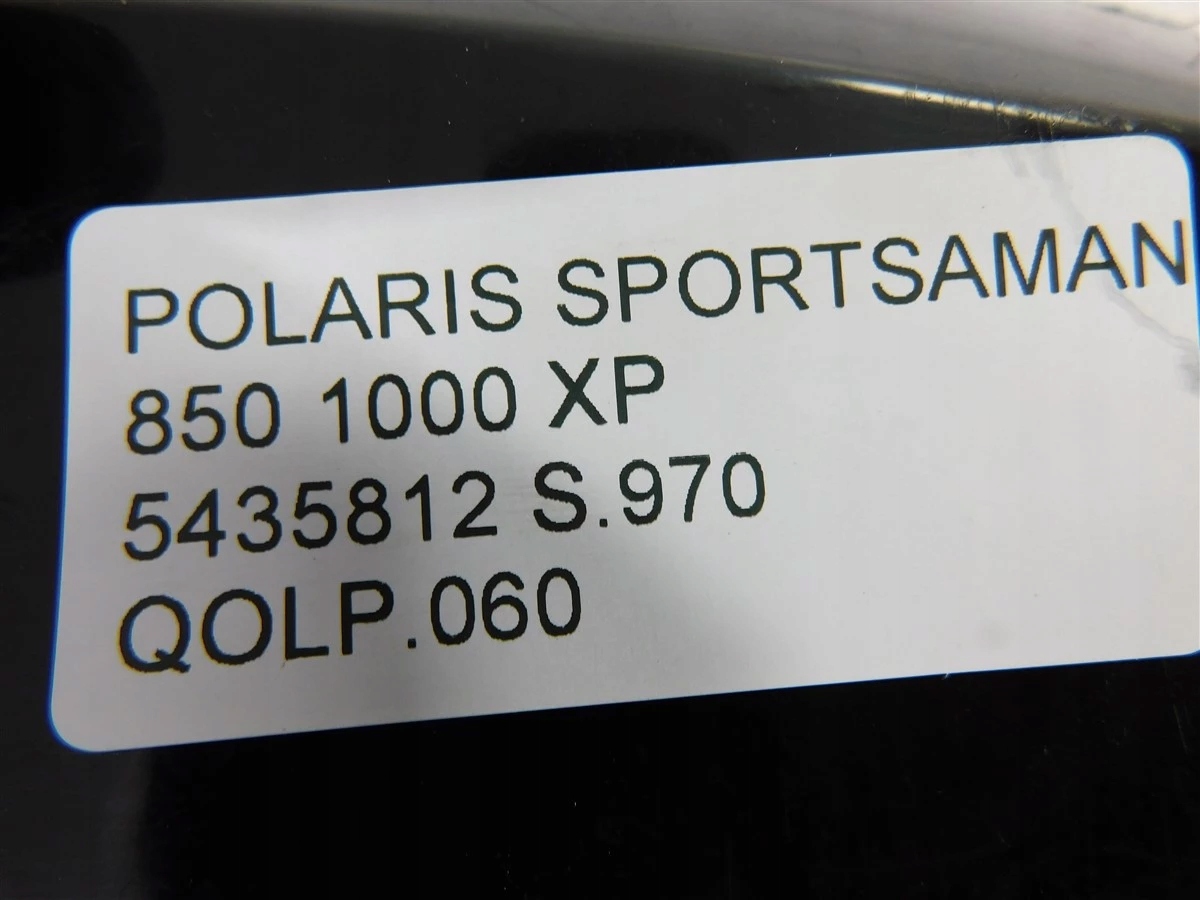 POLARIS SPORTSAMAN
850 1000 XP
5435812 S.970
QOLP.060